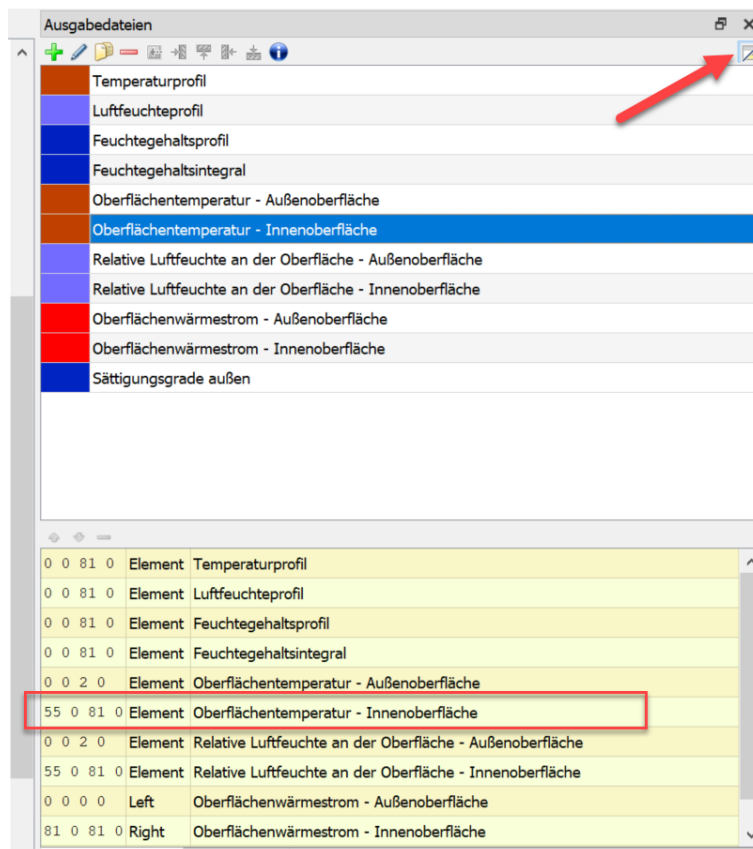 Ausgabedateien
Temperaturprofil
Luftfeuchteprofil
Feuchtegehaltsprofil
Feuchtegehaltsintegral
Oberflächentemperatur - Außenoberfläche
Oberflächentemperatur - Innenoberfläche
Relative Luftfeuchte an der Oberfläche - Außenoberfläche
Relative Luftfeuchte an der Oberfläche - Innenoberfläche
Oberflächenwärmestrom - Außenoberfläche
Oberflächenwärmestrom - Innenoberfläche
Sättigungsgrade außen
0 0 81 0 Element Temperaturprofil
0 0 81 0 Element Luftfeuchteprofil
0 0 81 0 Element Feuchtegehaltsprofil
0 0 81 0 Element Feuchtegehaltsintegral
0 0 2 0 Element Oberflächentemperatur - Außenoberfläche
55 0 81 0 Element Oberflächentemperatur - Innenoberfläche
0 0 2 0 Element Relative Luftfeuchte an der Oberfläche - Außenoberfläche
55 0 81 0 Element Relative Luftfeuchte an der Oberfläche - Innenoberfläche
0 0 0 0 Left Oberflächenwärmestrom - Außenoberfläche
81 0 81 0 Right Oberflächenwärmestrom - Innenoberfläche